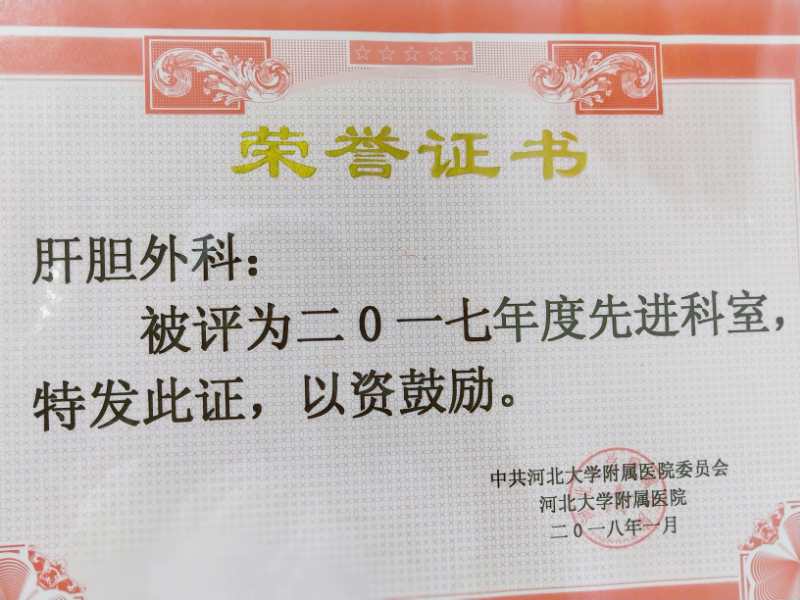 荣誉证书
肝胆外科：
被评为二0一七年度先进科室，
特发此证，以资鼓励。
中共河北大学附属医院委员会
河北大学附属医院
二0一八年一月